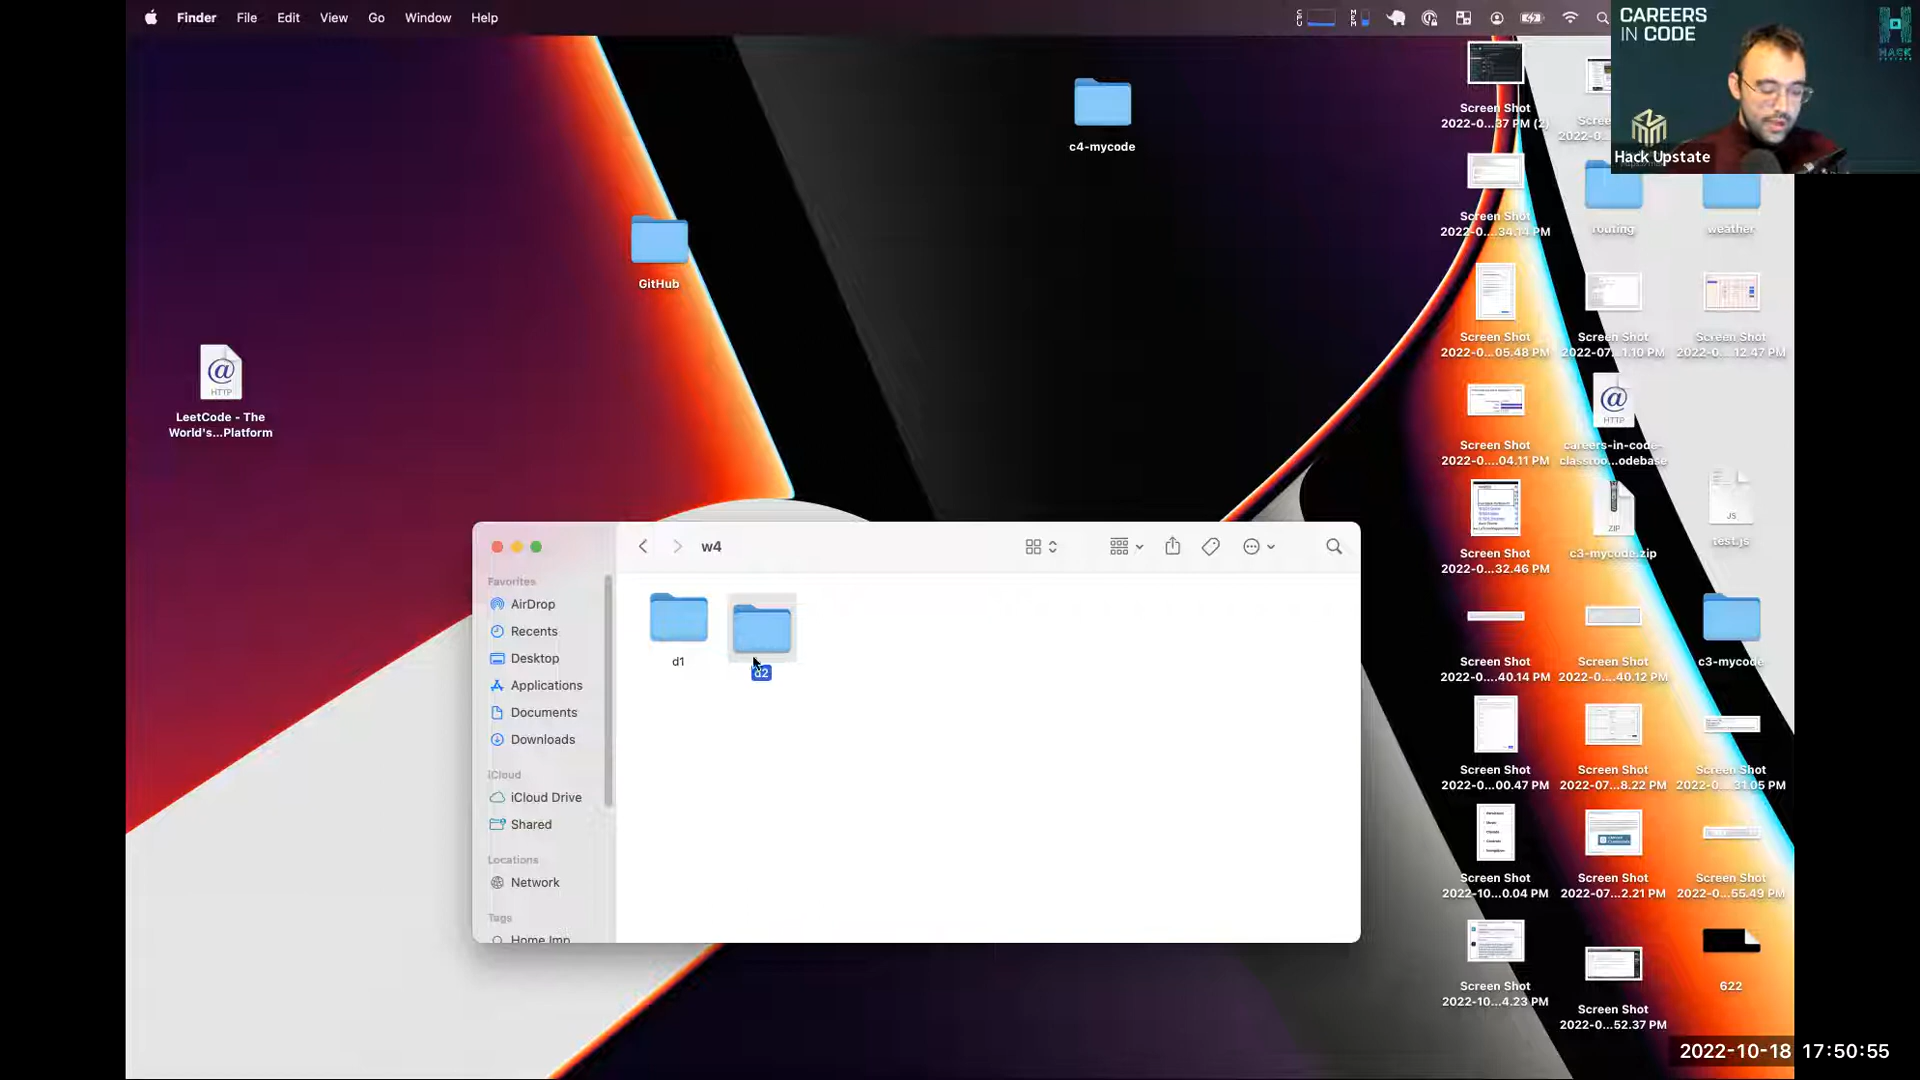 Finder File Edit View Go Window Help
CAREERS
IN CODE
HACK
UPSTATE
Hack Upstate
c4-mycode
GitHub
LeetCode - The
World's...Platform
HTTP
Screen Shot
2022-0...37 PM (2)
Screen Shot
2022-0....34.14 PM
routing
weather
Screen Shot
2022-0....05.48 PM
Screen Shot
2022-07...1.10 PM
Screen Shot
2022-0....12.47 PM
Screen Shot
2022-0....04.11 PM
HTTP
careers-in-code-
classroo...odebase
JS
test.js
Screen Shot
2022-0....32.46 PM
ZIP
c3-mycode.zip
Screen Shot
2022-0....40.14 PM
Screen Shot
2022-0....40.12 PM
c3-mycode
Screen Shot
2022-0....00.47 PM
Screen Shot
2022-07...8.22 PM
Screen Shot
2022-0....31.05 PM
Screen Shot
2022-10...0.04 PM
Screen Shot
2022-07...2.21 PM
Screen Shot
2022-0....55.49 PM
Screen Shot
2022-10...4.23 PM
Screen Shot
2022-0...52.37 PM
622
w4
d1
d2
Favorites
AirDrop
Recents
Desktop
Applications
Documents
Downloads
iCloud
iCloud Drive
Shared
Locations
Network
Tags
Home Imp
2022-10-18 17:50:55